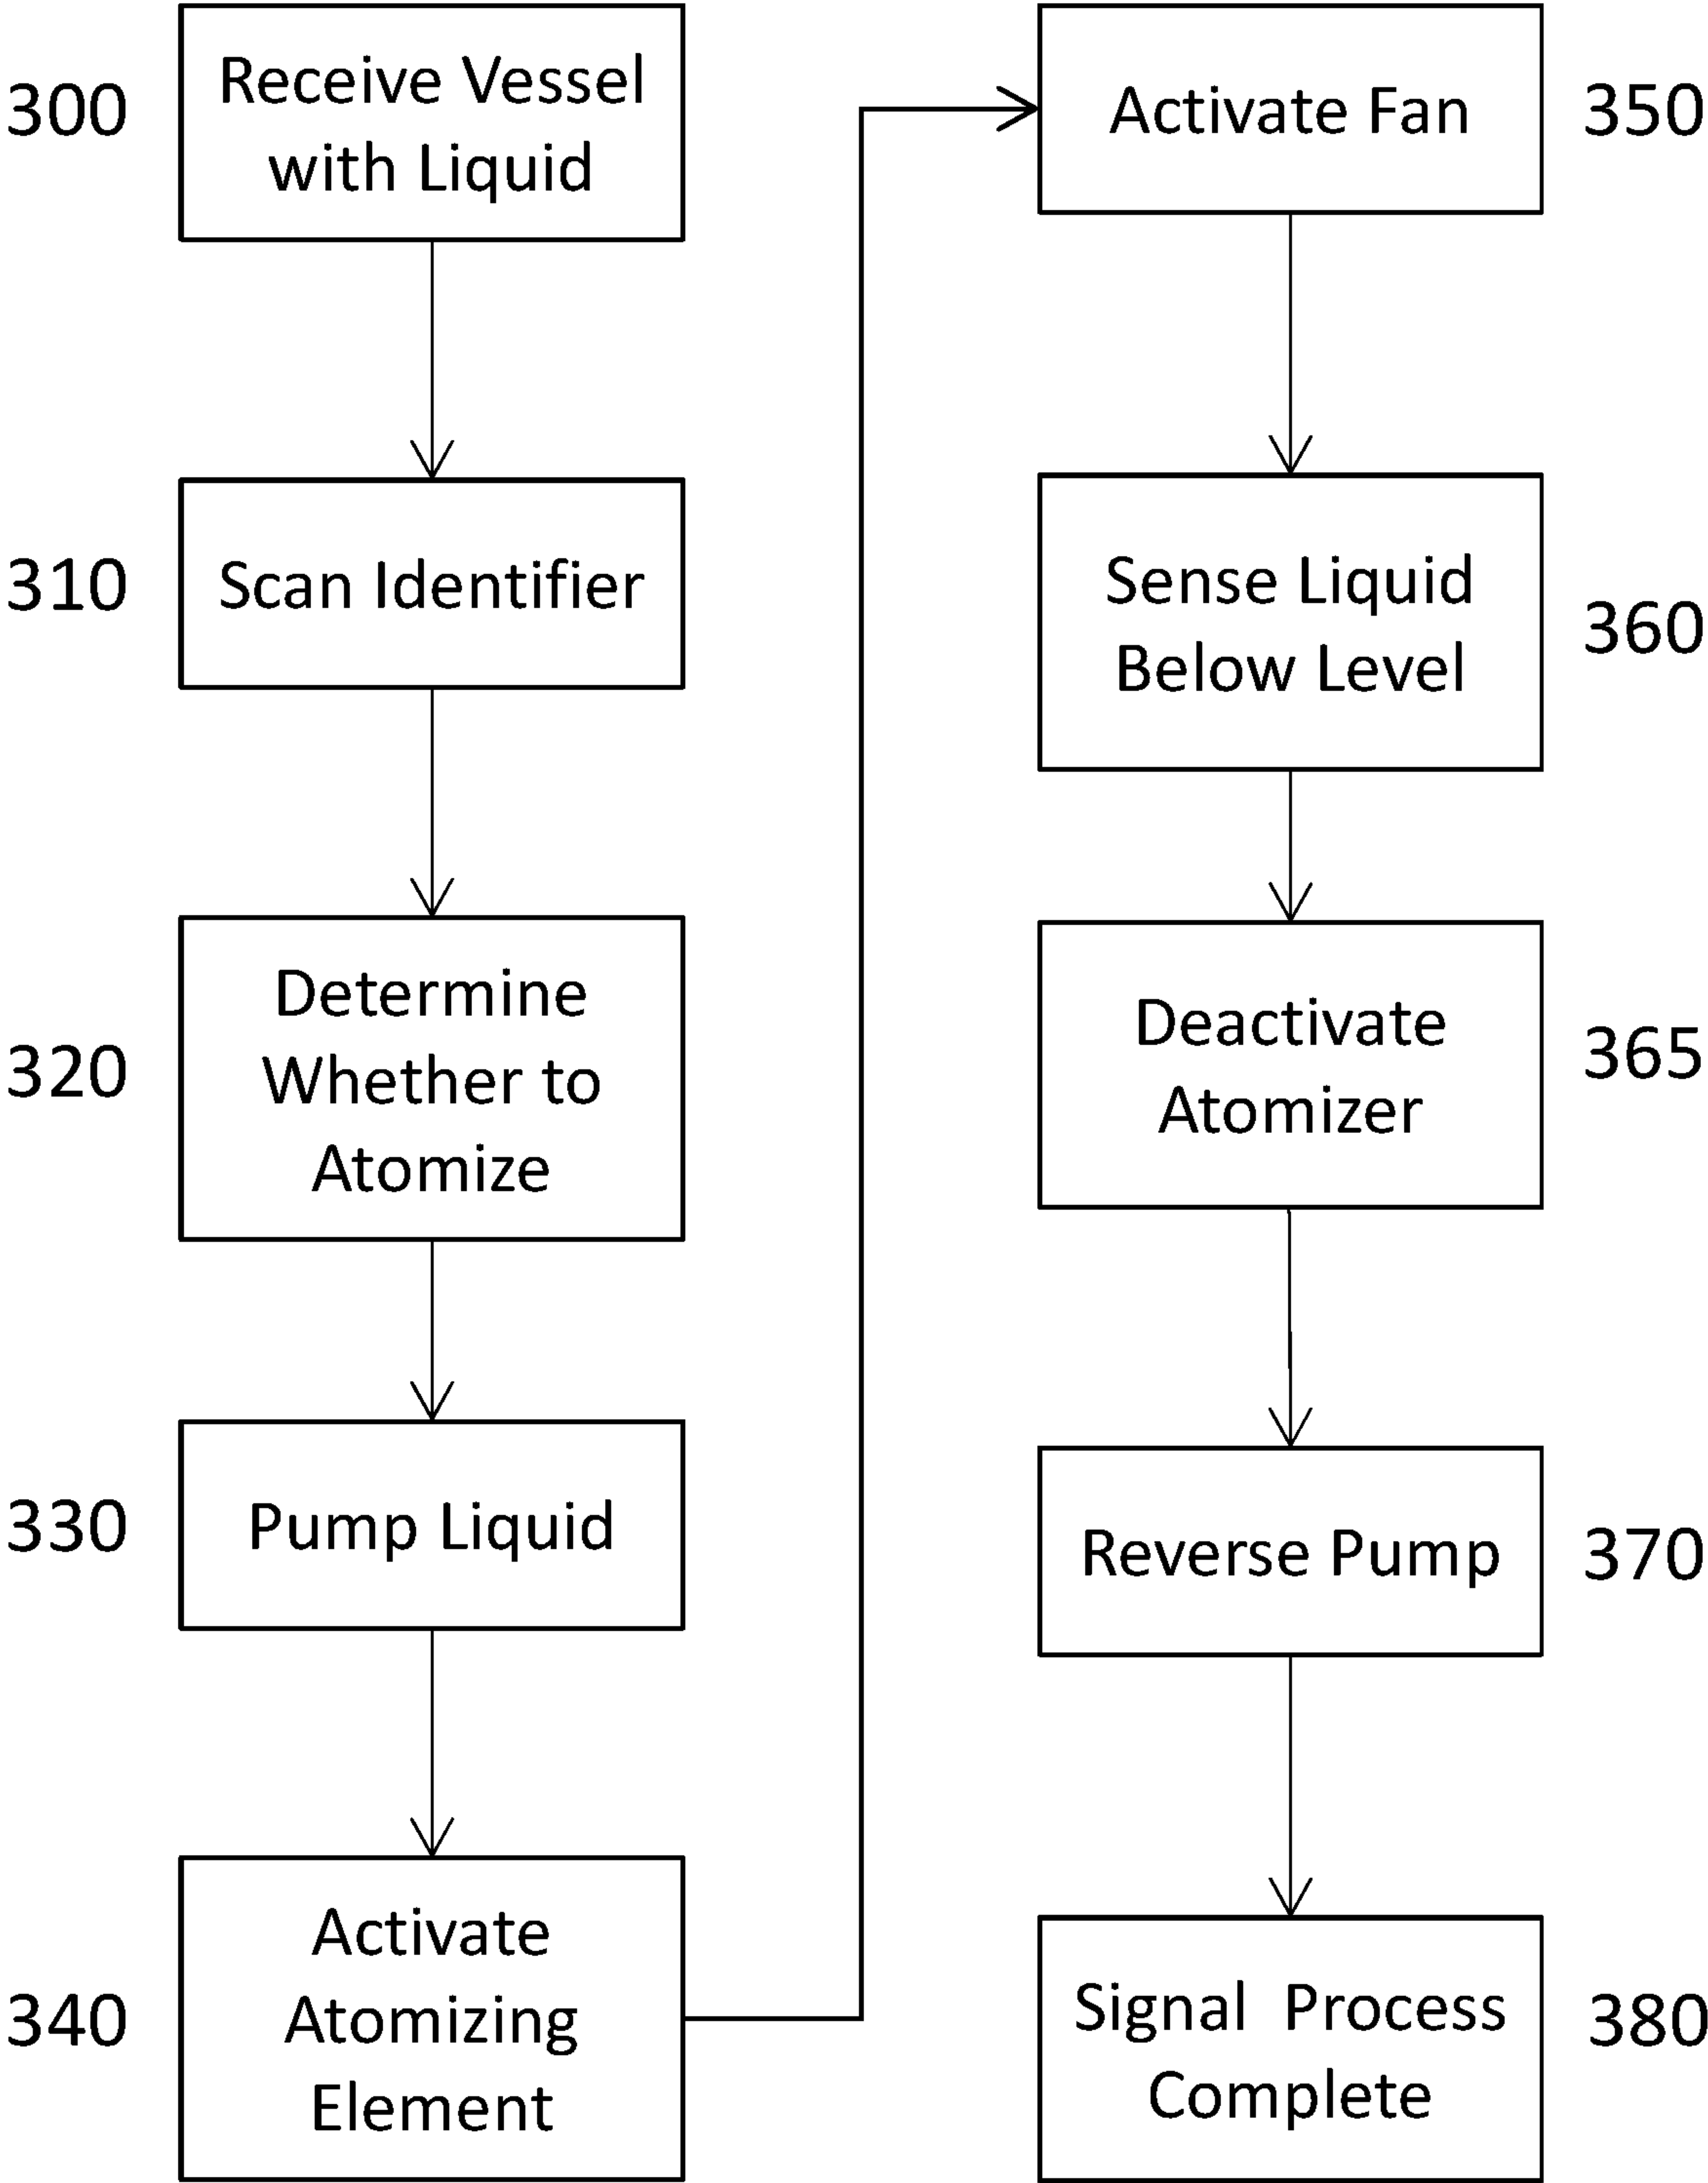 300
Receive Vessel
with Liquid
310
Scan Identifier
320
Determine
Whether to
Atomize
330
Pump Liquid
340
Activate
Atomizing
Element
Activate Fan
350
Sense Liquid
Below Level
360
Deactivate
Atomizer
365
Reverse Pump
370
Signal Process
Complete
380